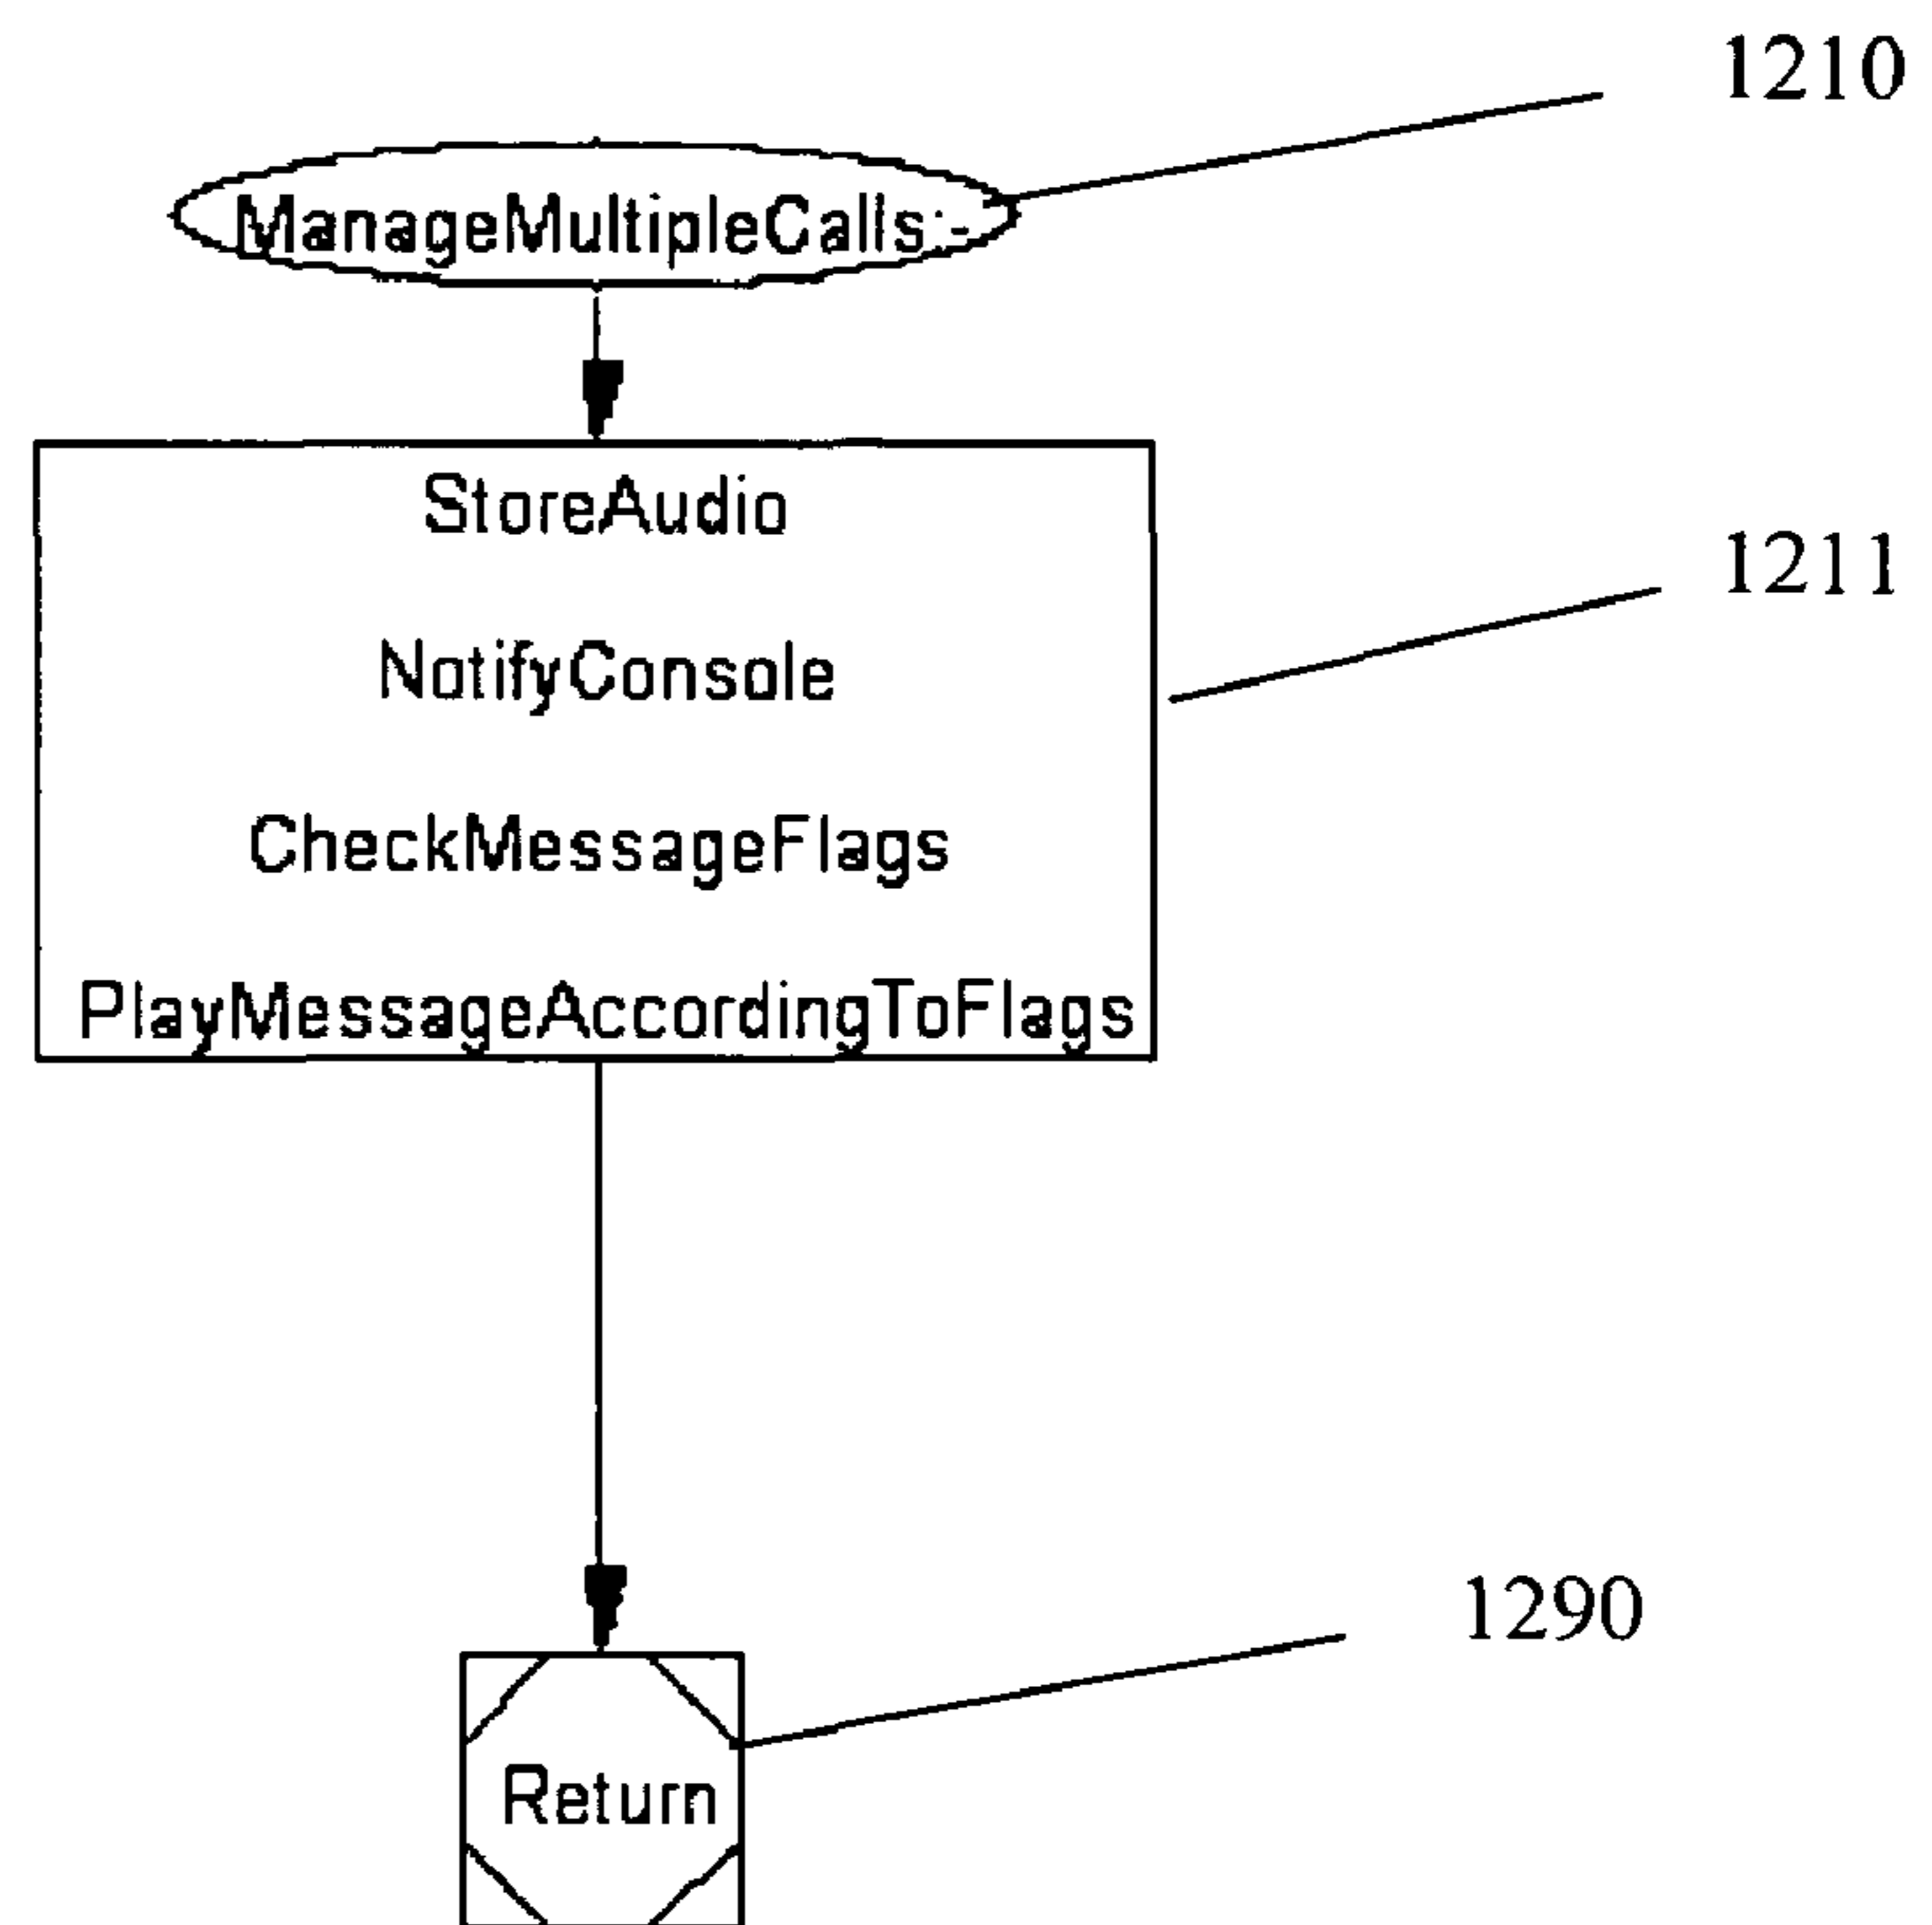 1210
ManageMultipleCalls:-
StoreAudio
1211
NotifyConsole
CheckMessageFlags
PlayMessageAccordingToFlags
1290
Return